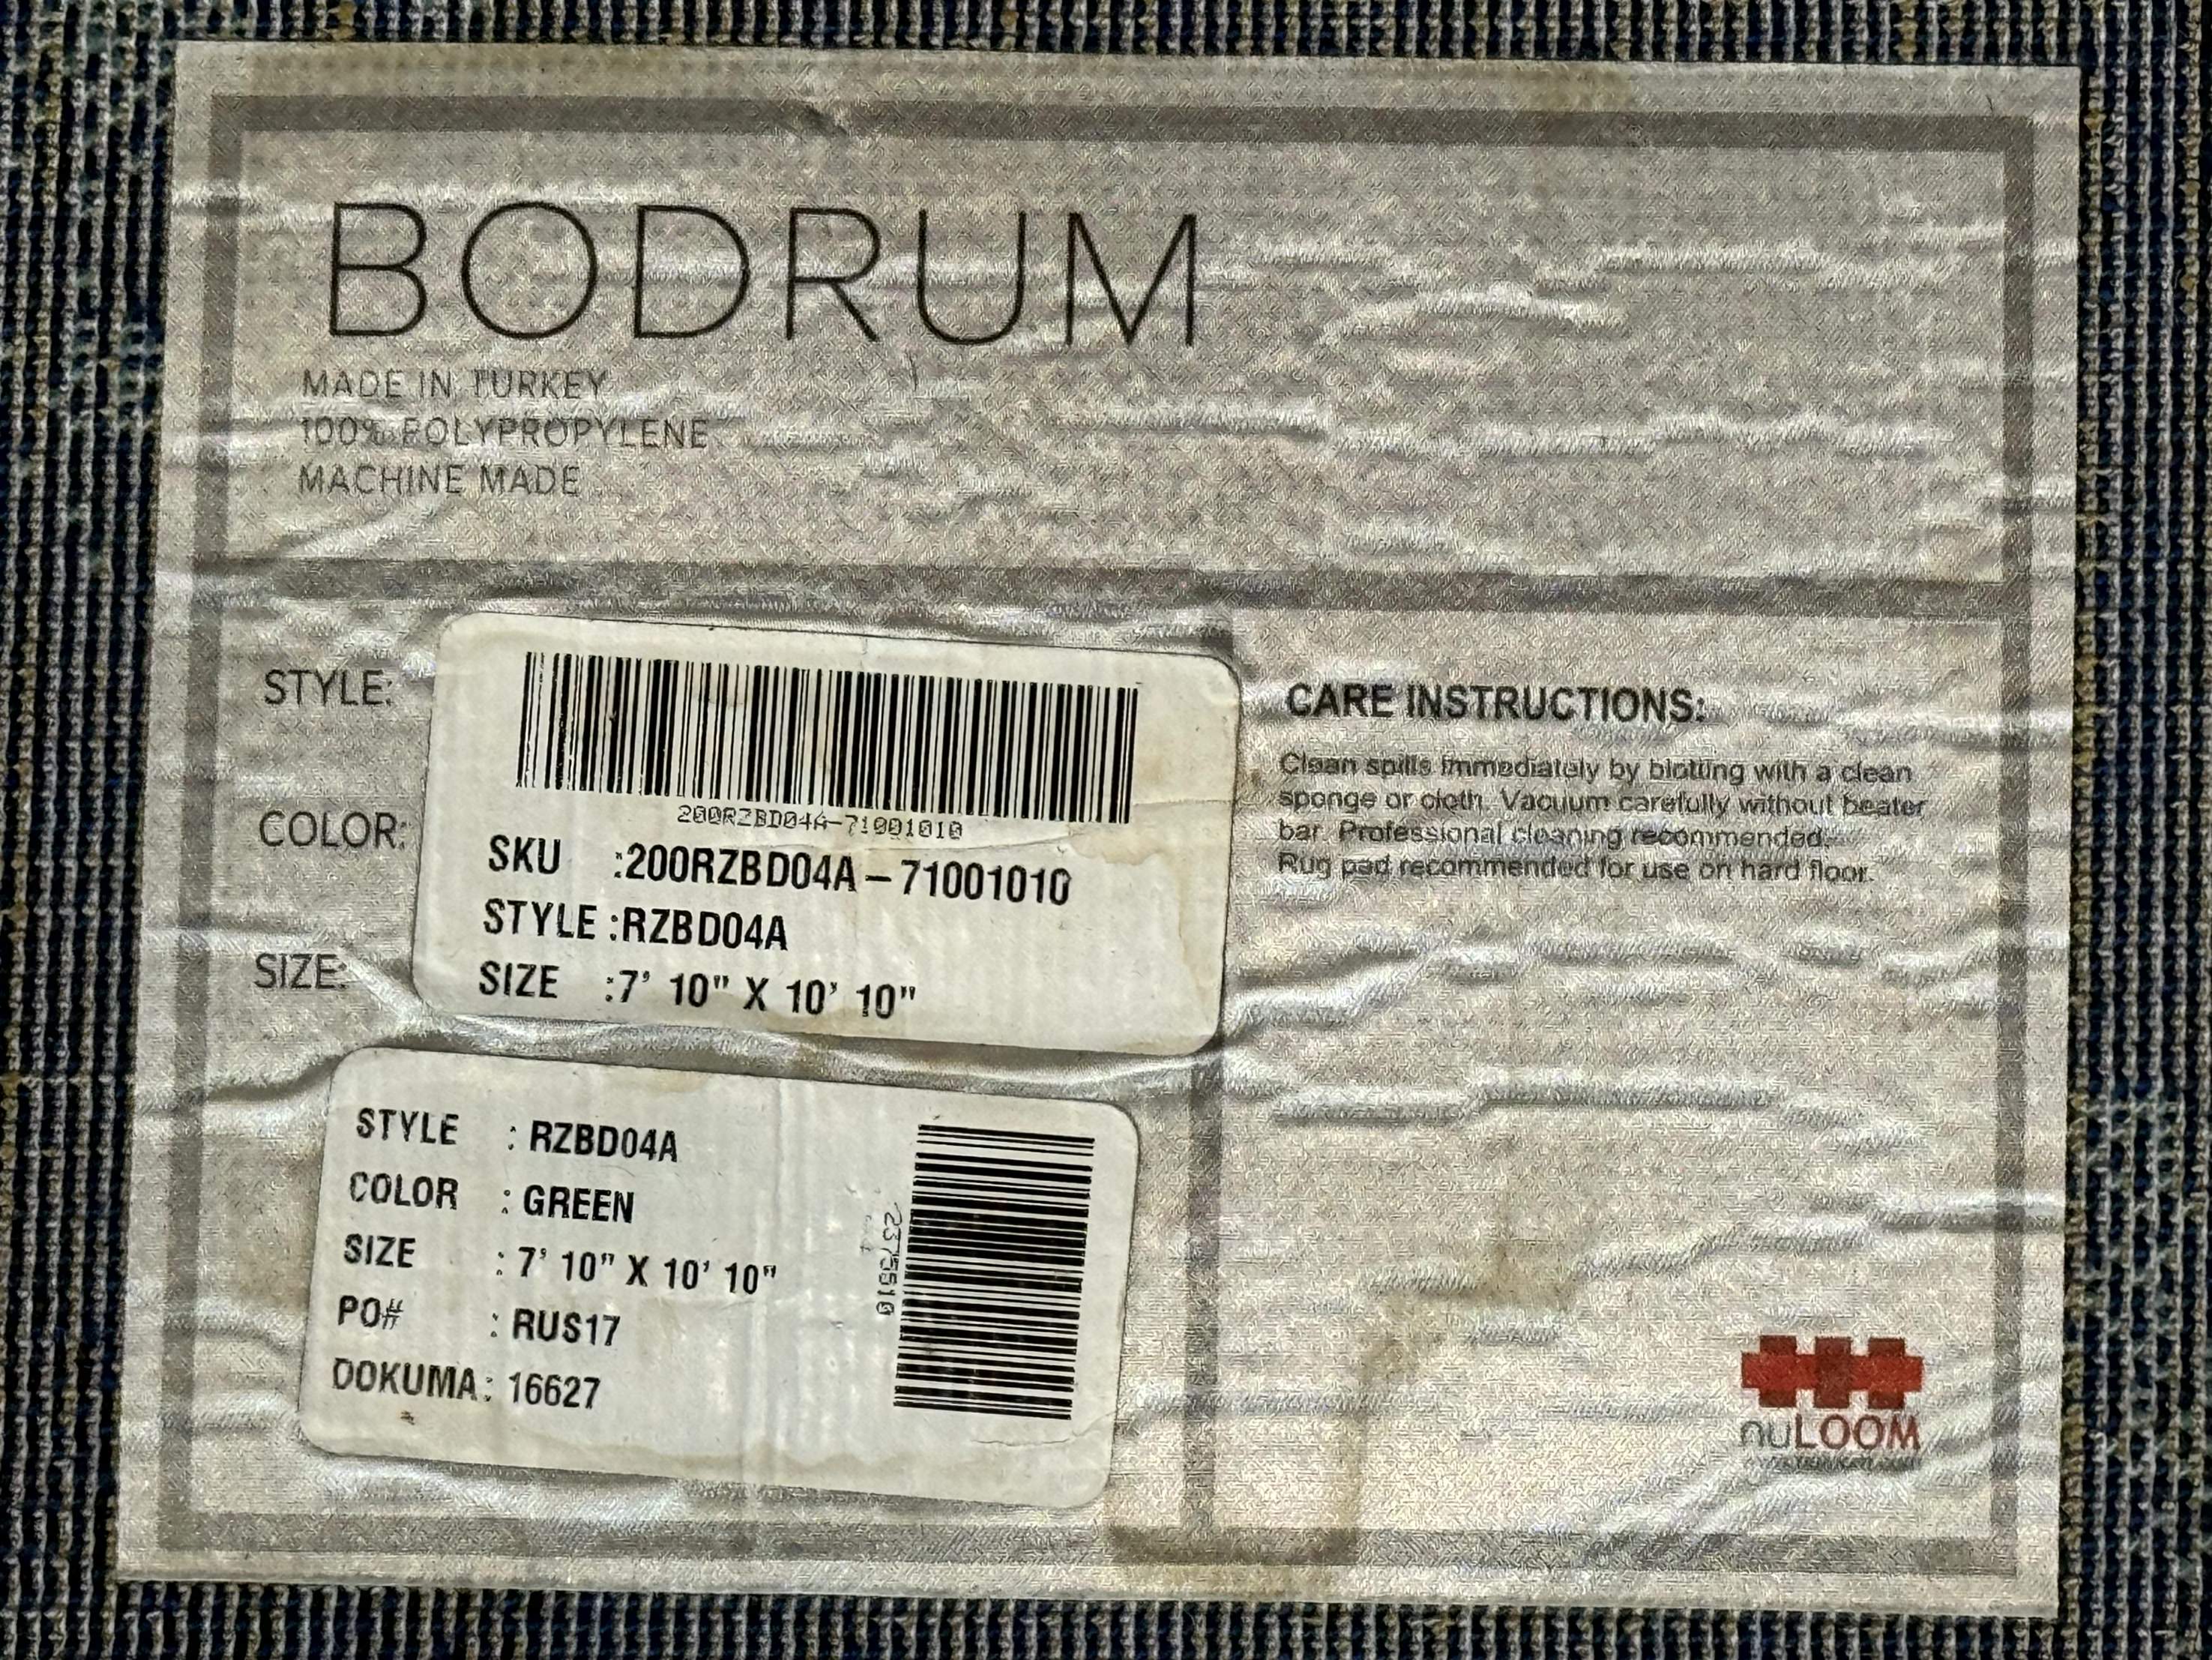 BODRUM
MADE IN TURKEY
100% POLYPROPYLENE
MACHINE MADE
STYLE:
COLOR:
SIZE:
200RZBD04A-71001010
SKU :200RZBD04A – 71001010
STYLE :RZBD04A
SIZE :7' 10" X 10' 10"
STYLE : RZBD04A
COLOR : GREEN
SIZE : 7' 10" X 10' 10"
PO# : RUS17
DOKUMA : 16627
2375510
CARE INSTRUCTIONS:
Clean spills immediately by blotting with a clean
sponge or cloth. Vacuum carefully without beater
bar. Professional cleaning recommended.
Rug pad recommended for use on hard floor.
nuLOOM